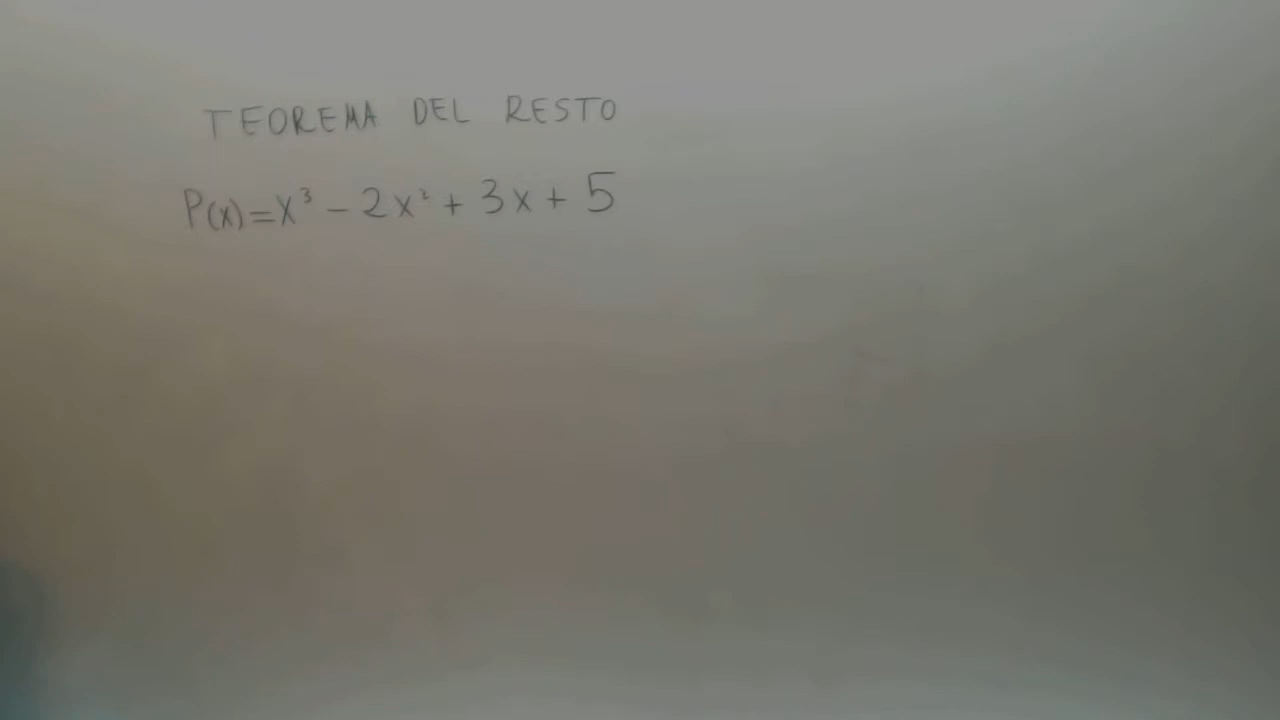 TEOREMA DEL RESTO
P(x)=x³ - 2x² + 3x + 5